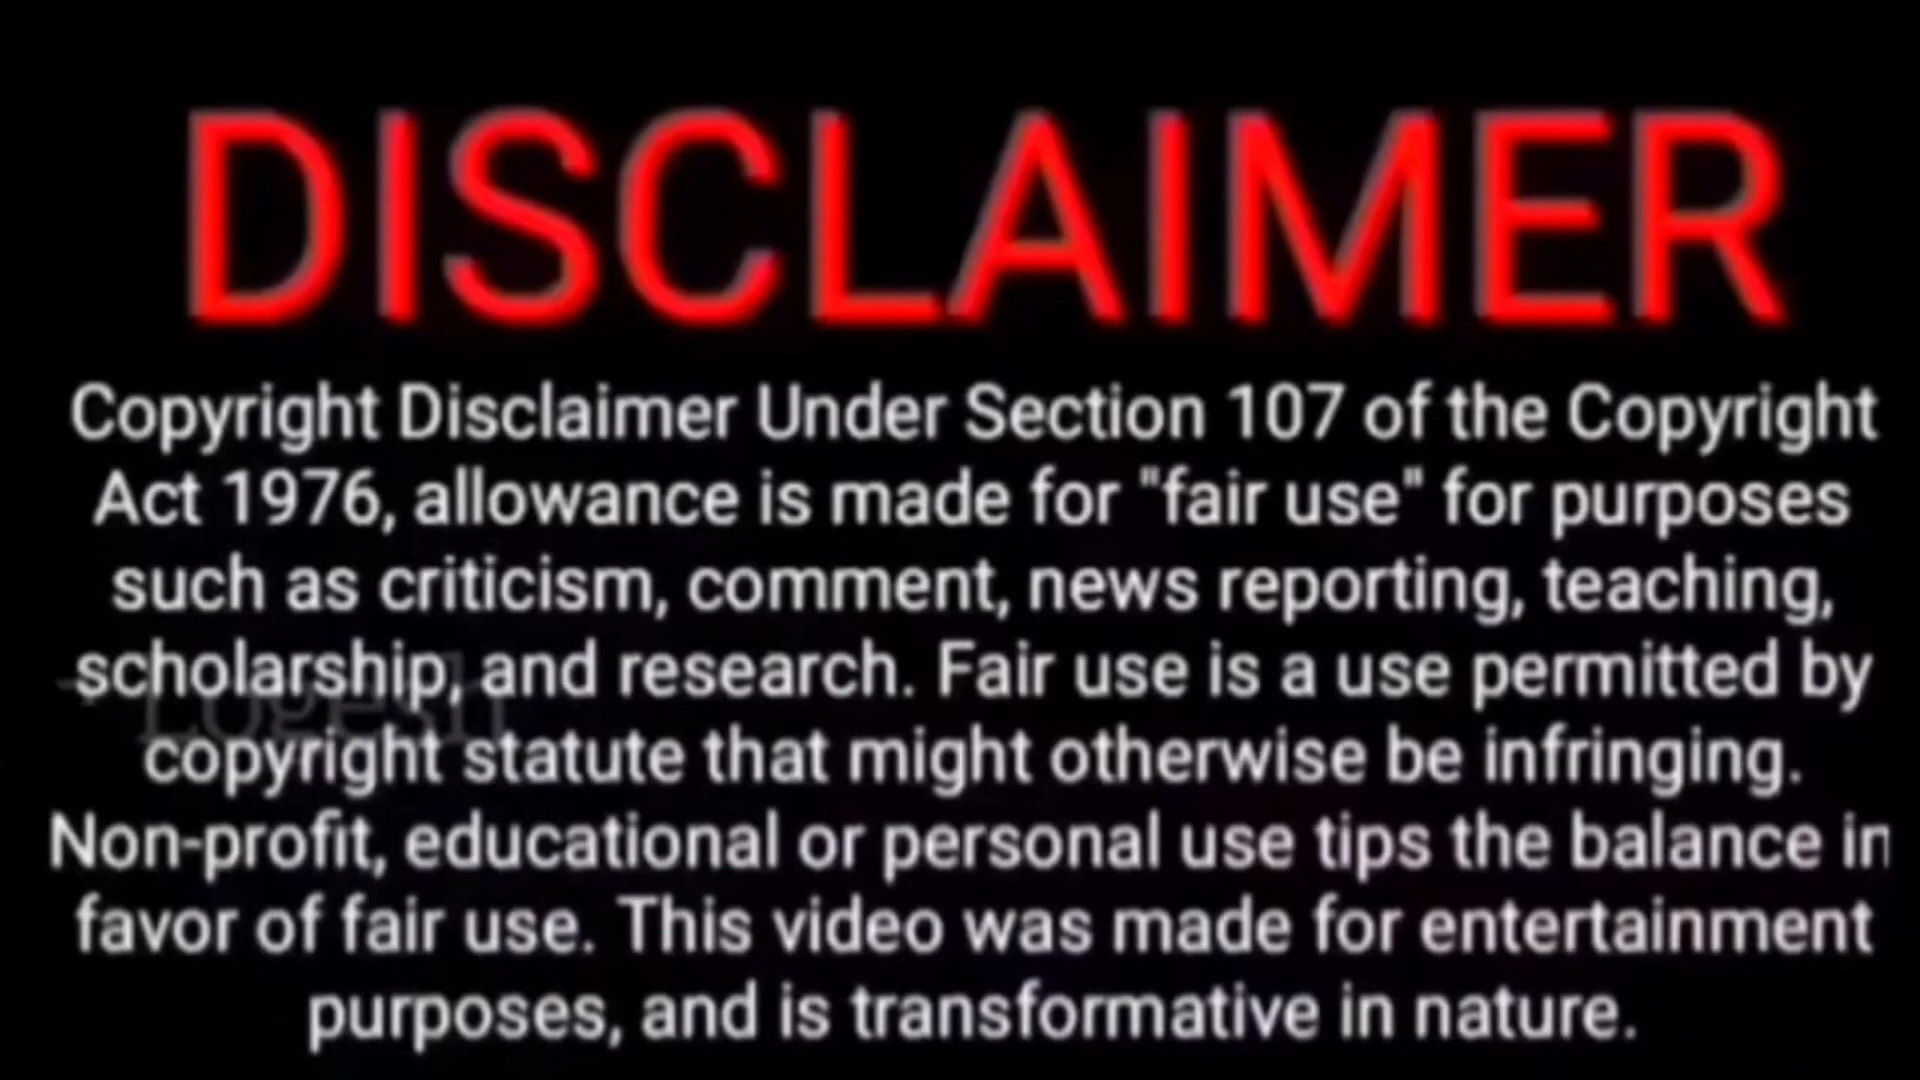 DISCLAIMER
Copyright Disclaimer Under Section 107 of the Copyright
Act 1976, allowance is made for "fair use" for purposes
such as criticism, comment, news reporting, teaching,
scholarship, and research. Fair use is a use permitted by
copyright statute that might otherwise be infringing.
Non-profit, educational or personal use tips the balance in
favor of fair use. This video was made for entertainment
purposes, and is transformative in nature.
Logesh